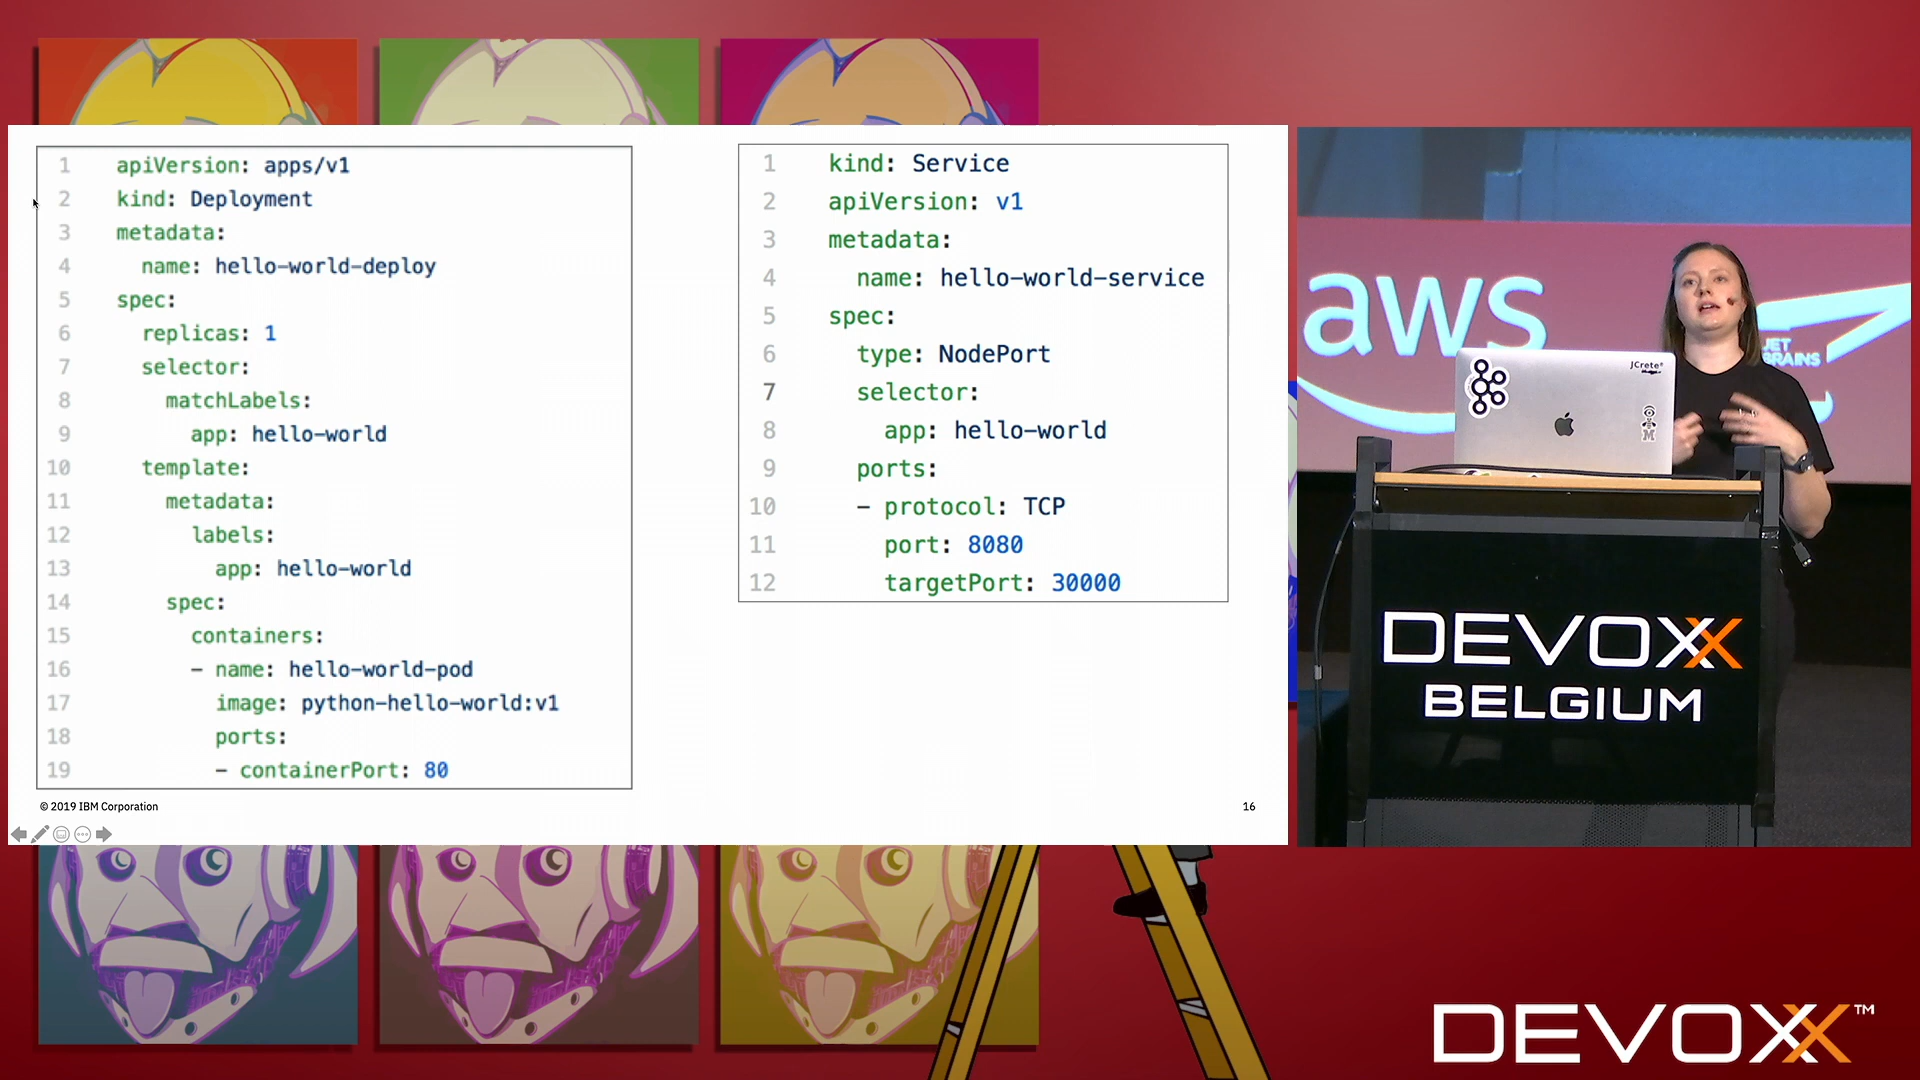 1 apiVersion: apps/v1
2 kind: Deployment
3 metadata:
4 name: hello-world-deploy
5 spec:
6 replicas: 1
7 selector:
8 matchLabels:
9 app: hello-world
10 template:
11 metadata:
12 labels:
13 app: hello-world
14 spec:
15 containers:
16 - name: hello-world-pod
17 image: python-hello-world:v1
18 ports:
19 - containerPort: 80
© 2019 IBM Corporation
1 kind: Service
2 apiVersion: v1
3 metadata:
4 name: hello-world-service
5 spec:
6 type: NodePort
7 selector:
8 app: hello-world
9 ports:
10 - protocol: TCP
11 port: 8080
12 targetPort: 30000
16
aws
JET
BRAINS
JCrete
M
DEVOXX
BELGIUM
DEVOXX™